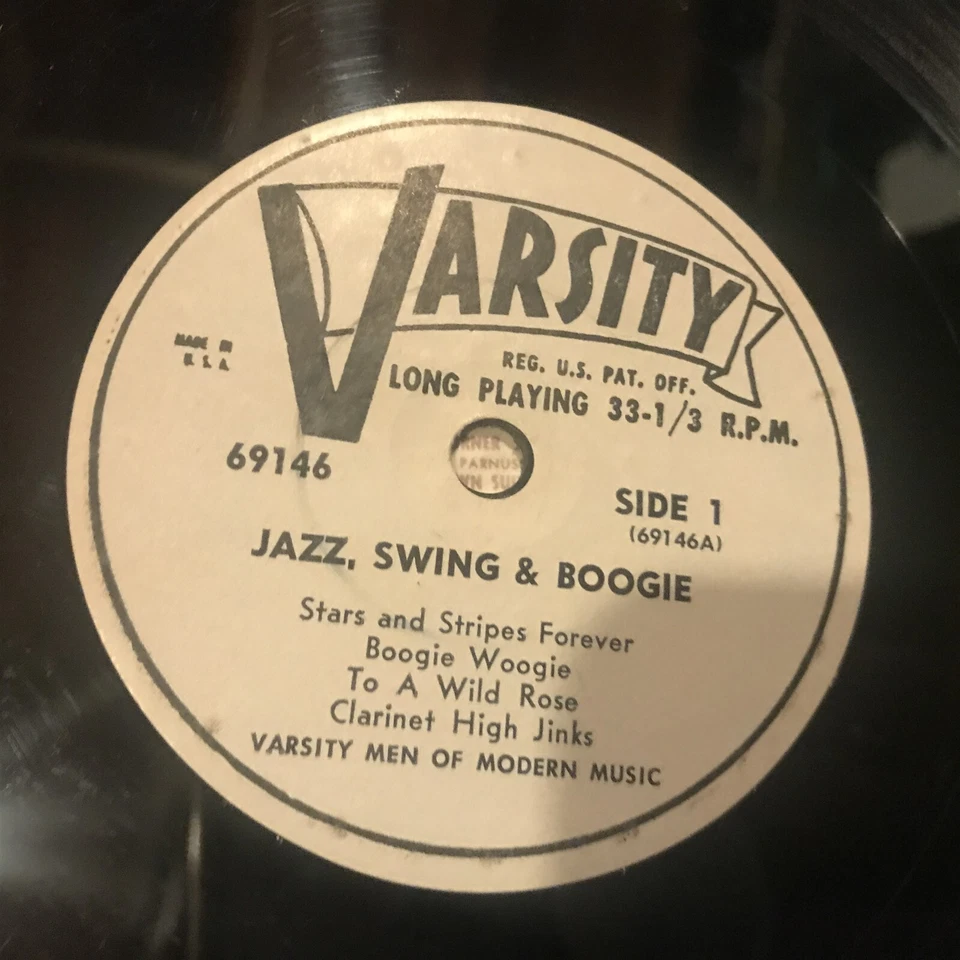 VARSITY
REG. U.S. PAT. OFF.
MADE IN
U. S. A.
LONG PLAYING 33-1/3 R.P.M.
69146
PARNUS
SIDE 1
(69146A)
JAZZ, SWING & BOOGIE
Stars and Stripes Forever
Boogie Woogie
To A Wild Rose
Clarinet High Jinks
VARSITY MEN OF MODERN MUSIC